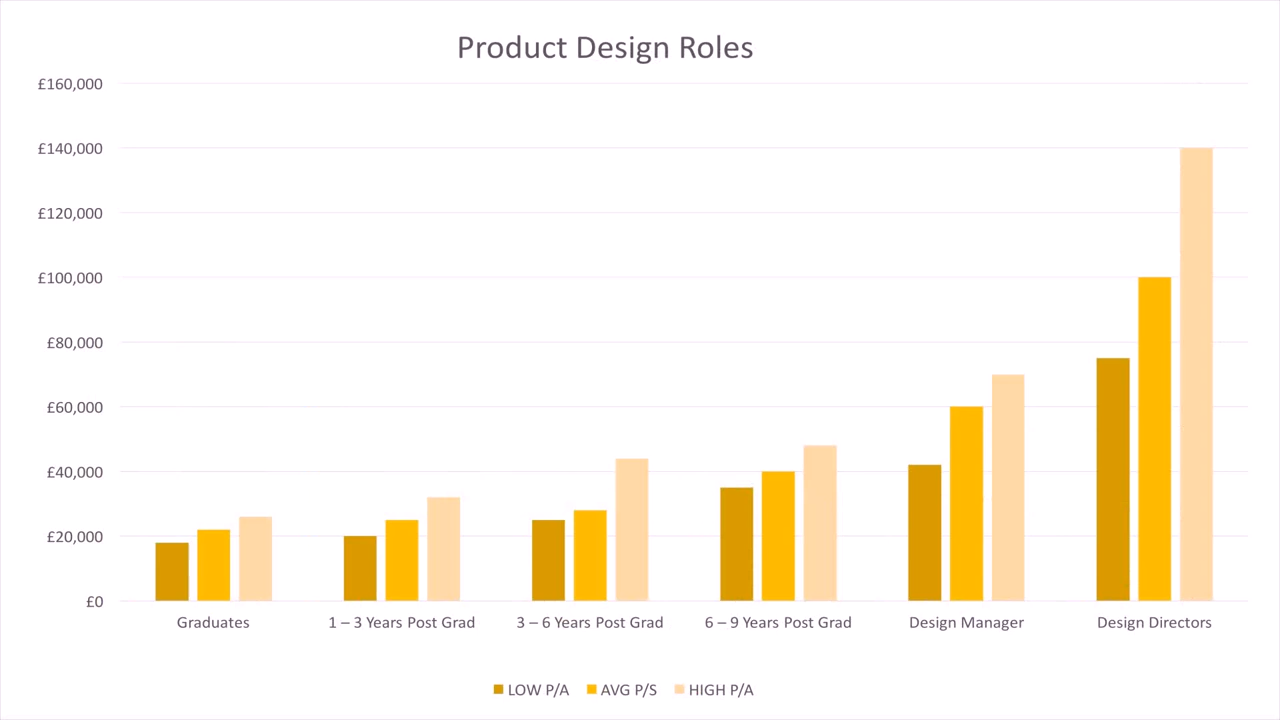 Product Design Roles
£160,000
£140,000
£120,000
£100,000
£80,000
£60,000
£40,000
£20,000
£0
Graduates
1 – 3 Years Post Grad
3 – 6 Years Post Grad
6 – 9 Years Post Grad
Design Manager
Design Directors
LOW P/A
AVG P/S
HIGH P/A